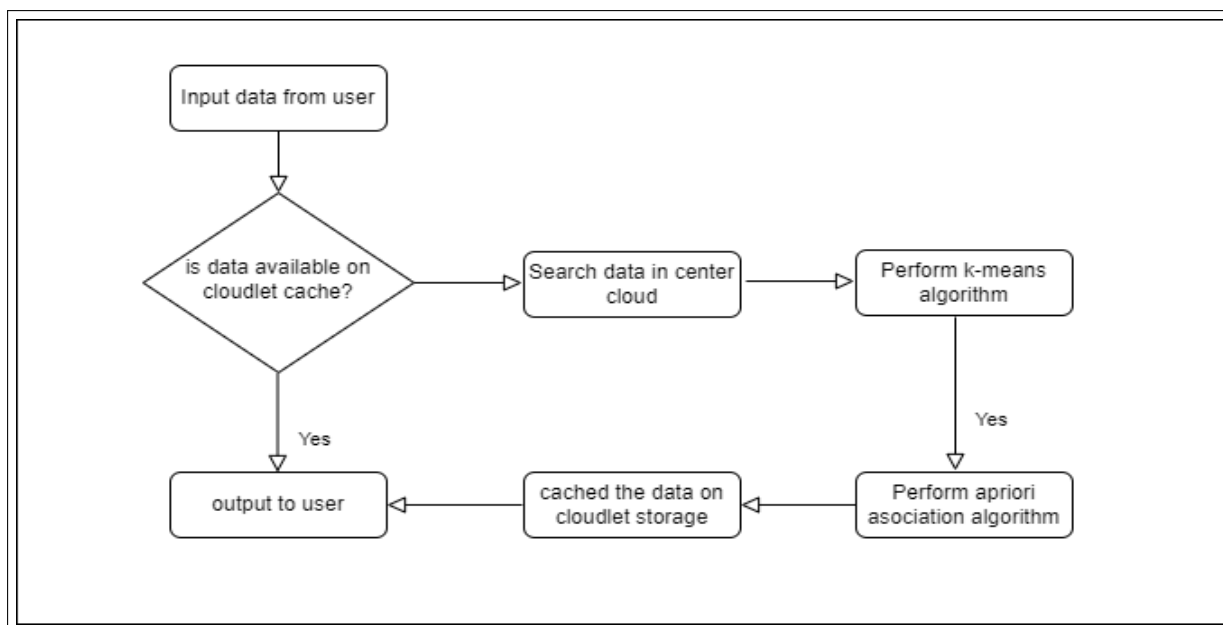 Input data from user
is data available on
cloudlet cache?
Search data in center
cloud
Perform k-means
algorithm
Yes
Yes
output to user
cached the data on
cloudlet storage
Perform apriori
asociation algorithm